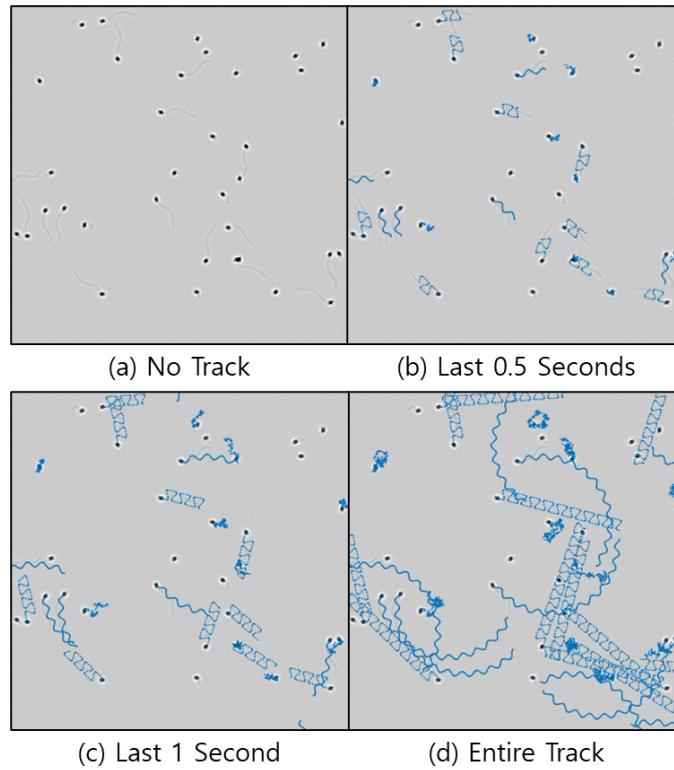 (a) No Track
(b) Last 0.5 Seconds
(c) Last 1 Second
(d) Entire Track